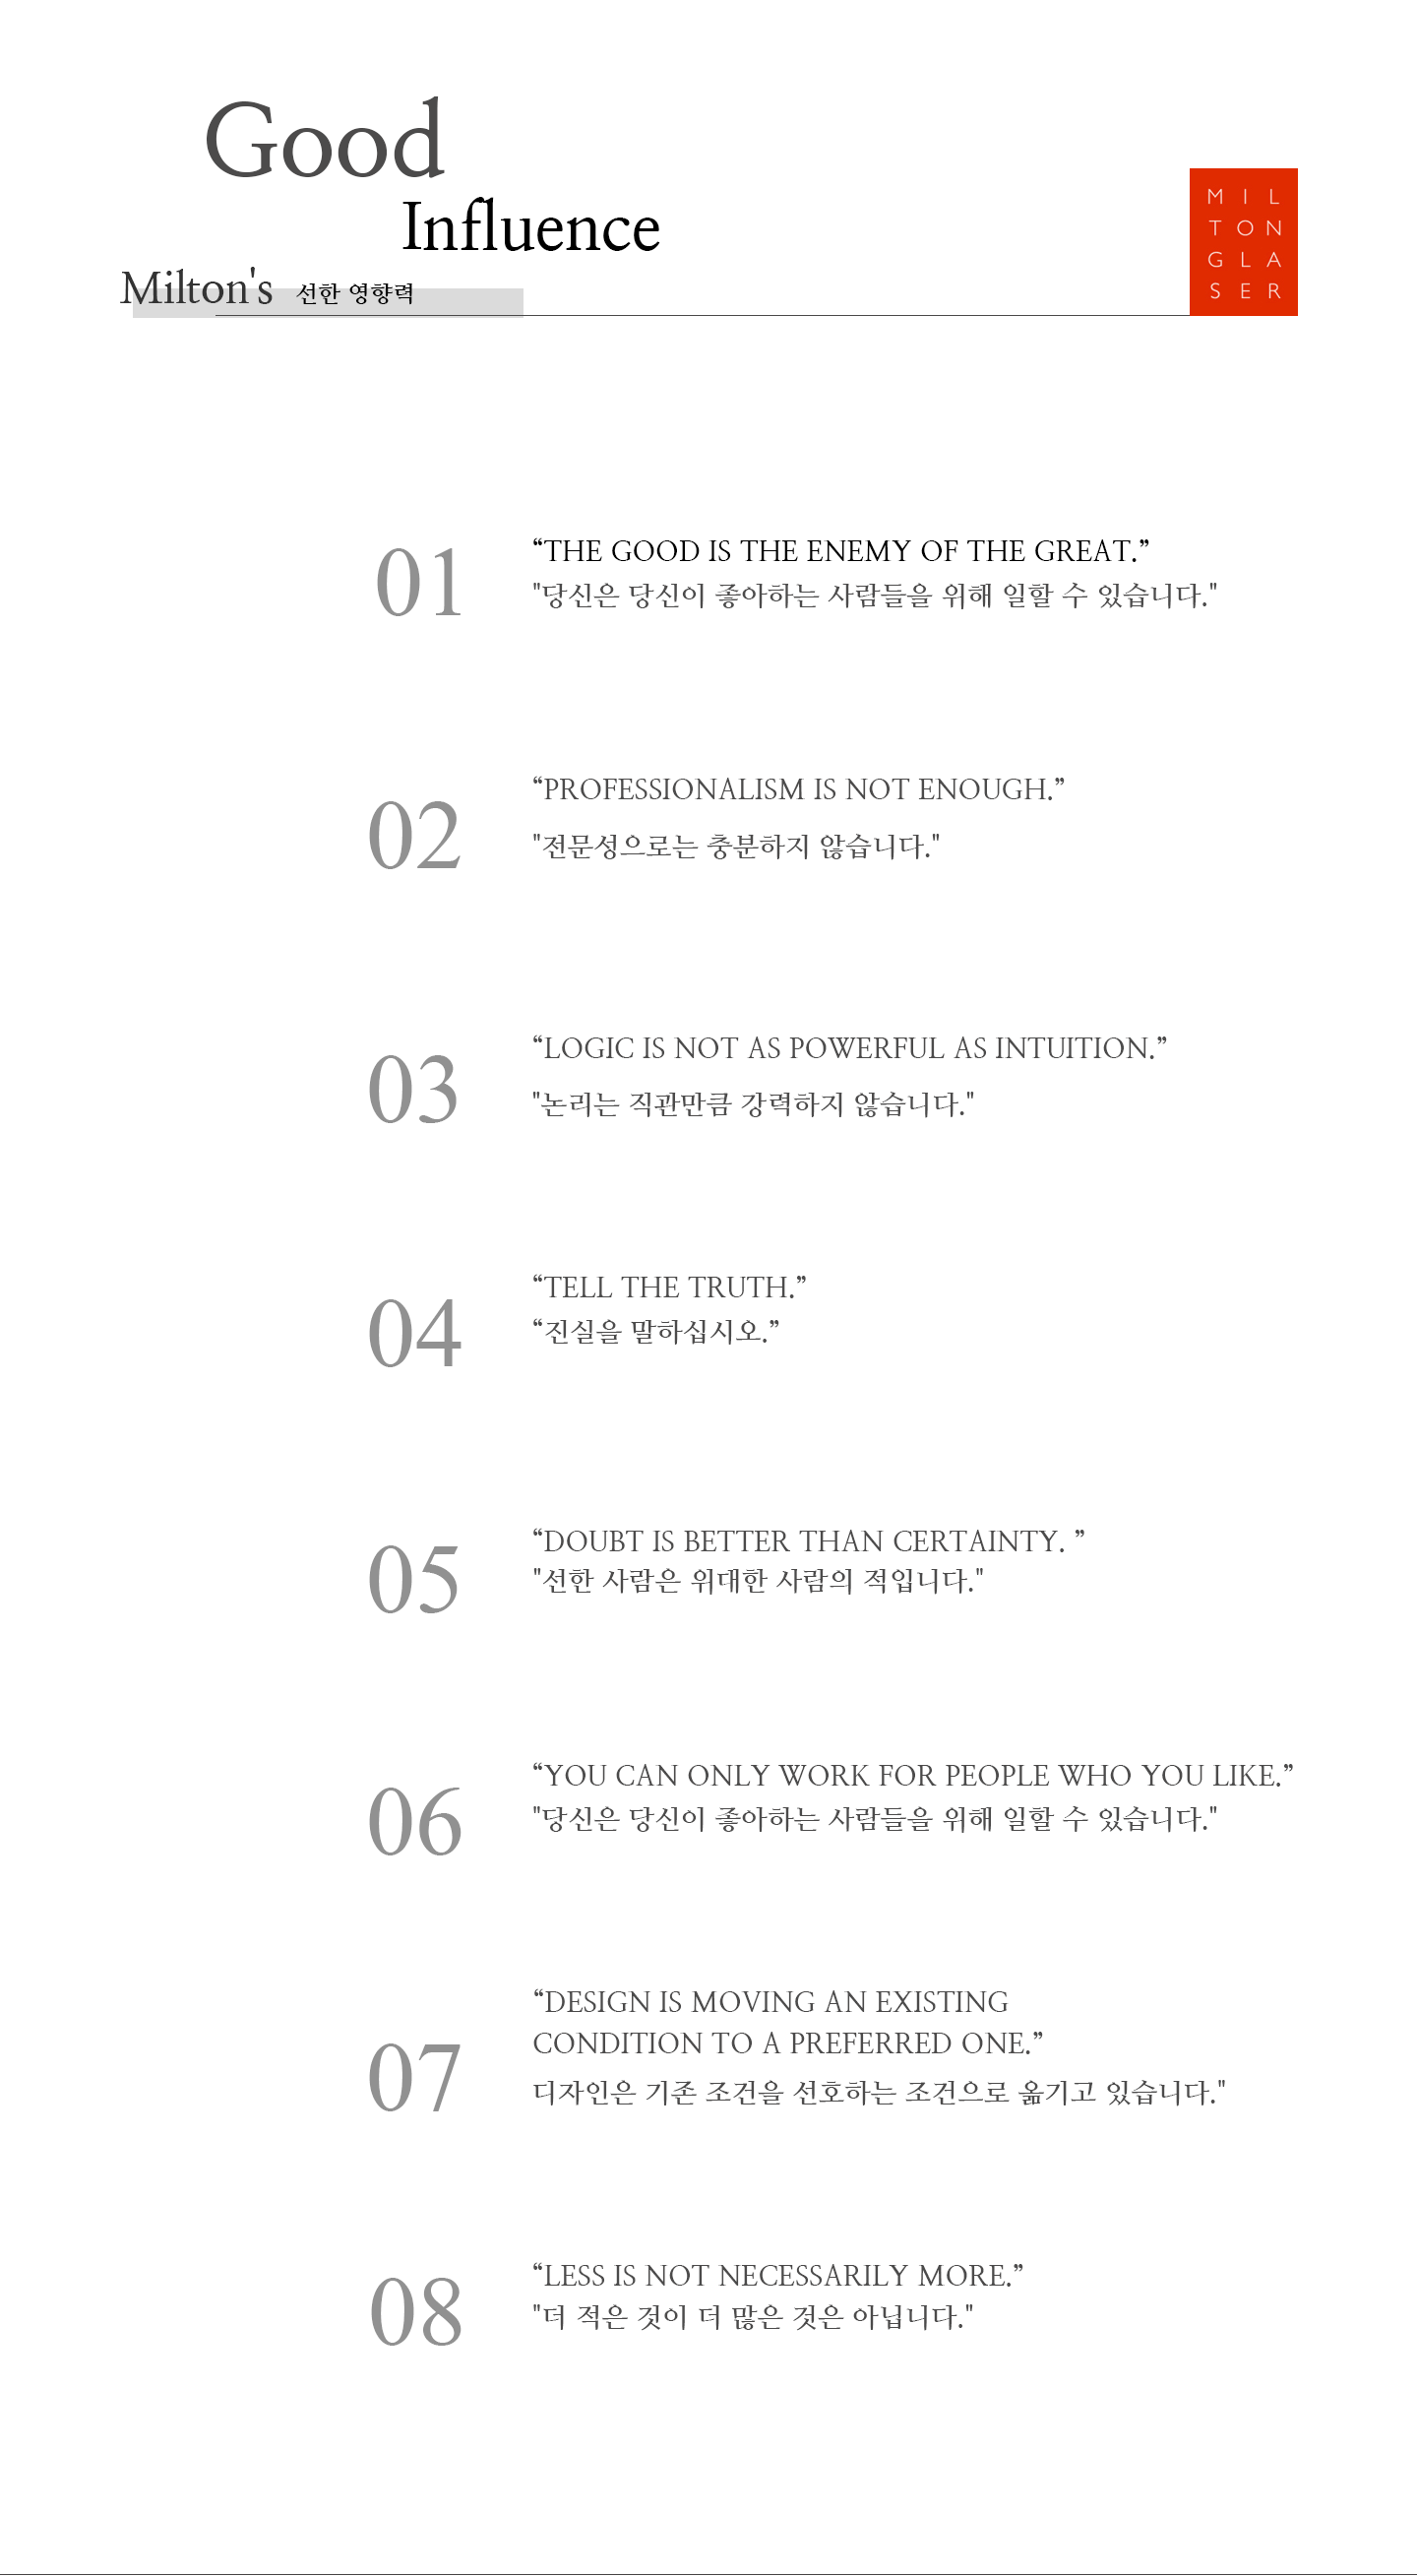 Good
Influence
Milton's 선한 영향력
M I L
T O N
G L A
S E R
01
“THE GOOD IS THE ENEMY OF THE GREAT.”
"당신은 당신이 좋아하는 사람들을 위해 일할 수 있습니다."
02
“PROFESSIONALISM IS NOT ENOUGH.”
"전문성으로는 충분하지 않습니다."
03
“LOGIC IS NOT AS POWERFUL AS INTUITION.”
"논리는 직관만큼 강력하지 않습니다."
04
“TELL THE TRUTH.”
“진실을 말하십시오.”
05
“DOUBT IS BETTER THAN CERTAINTY. ”
"선한 사람은 위대한 사람의 적입니다."
06
“YOU CAN ONLY WORK FOR PEOPLE WHO YOU LIKE.”
"당신은 당신이 좋아하는 사람들을 위해 일할 수 있습니다."
07
“DESIGN IS MOVING AN EXISTING
CONDITION TO A PREFERRED ONE.”
디자인은 기존 조건을 선호하는 조건으로 옮기고 있습니다."
08
“LESS IS NOT NECESSARILY MORE.”
"더 적은 것이 더 많은 것은 아닙니다."